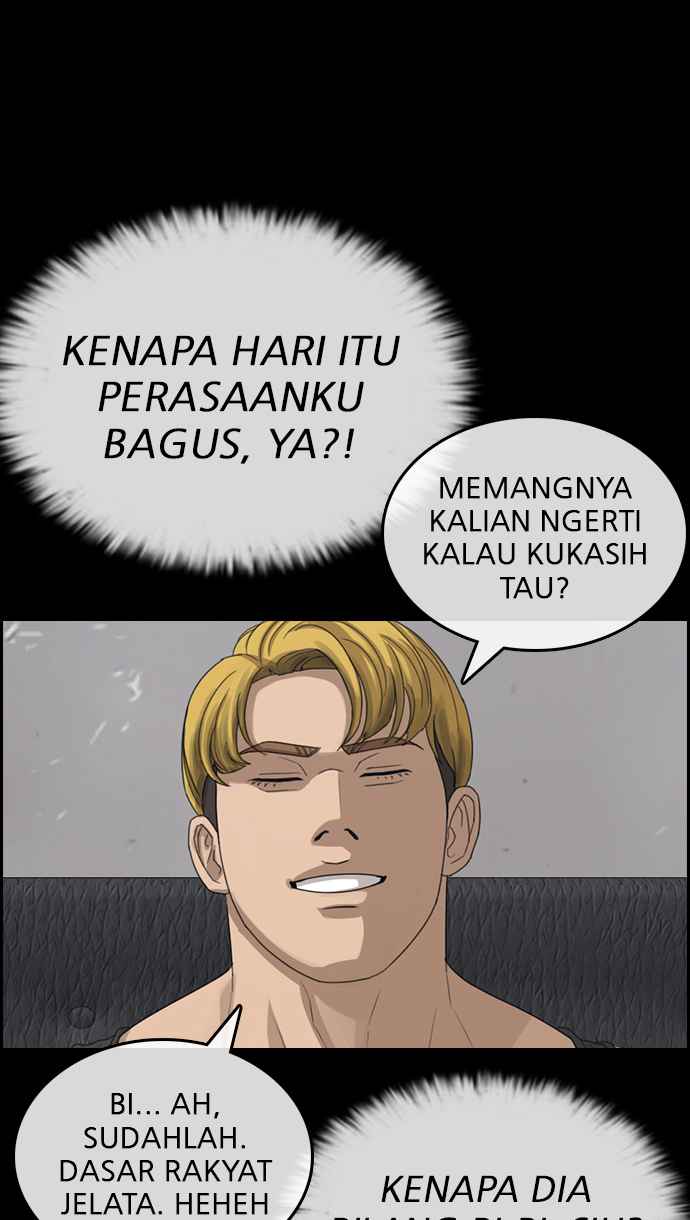 KENAPA HARI ITU
PERASAANKU
BAGUS, YA?!
MEMANGNYA
KALIAN NGERTI
KALAU KUKASIH
TAU?
BI... AH,
SUDAHLAH.
DASAR RAKYAT
JELATA. HEHEH
KENAPA DIA